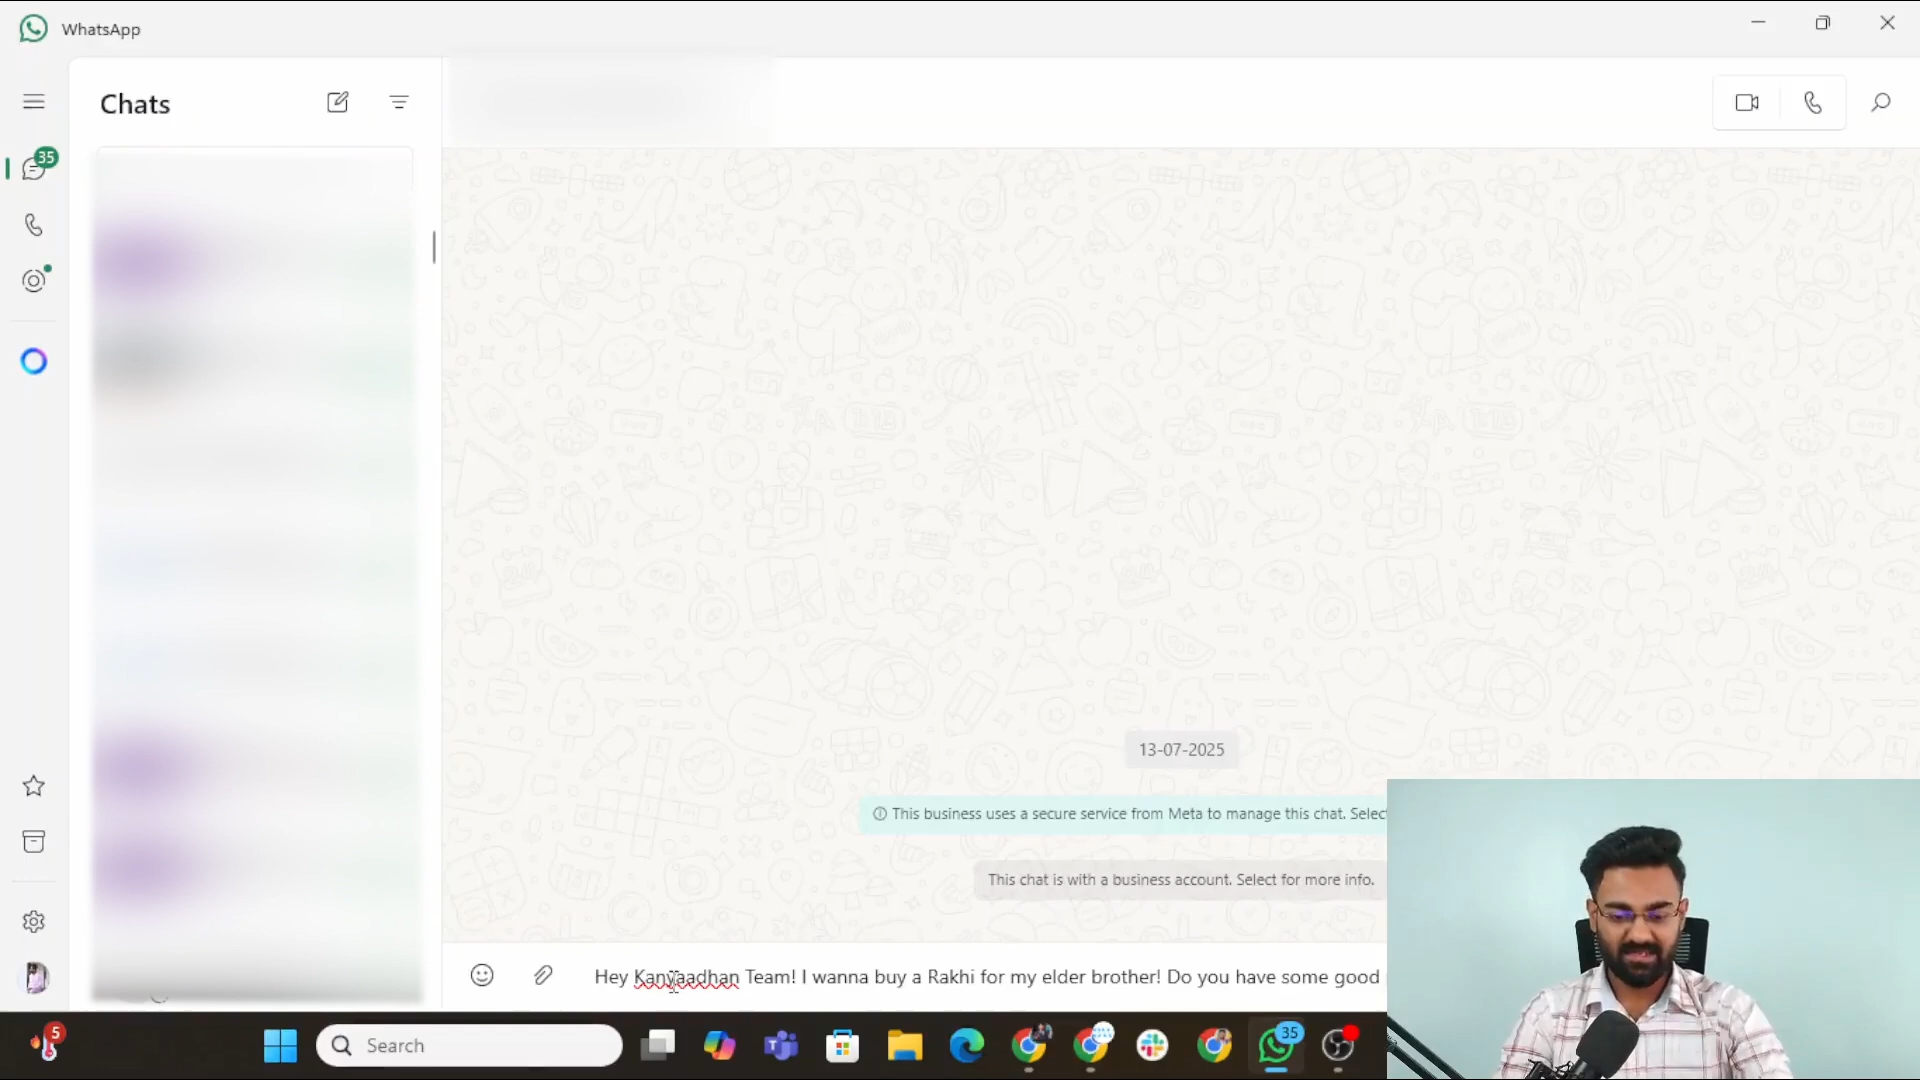 WhatsApp
Chats
35
13-07-2025
This business uses a secure service from Meta to manage this chat. Select
This chat is with a business account. Select for more info.
Hey Kanyaadhan Team! I wanna buy a Rakhi for my elder brother! Do you have some good
5
Search
35